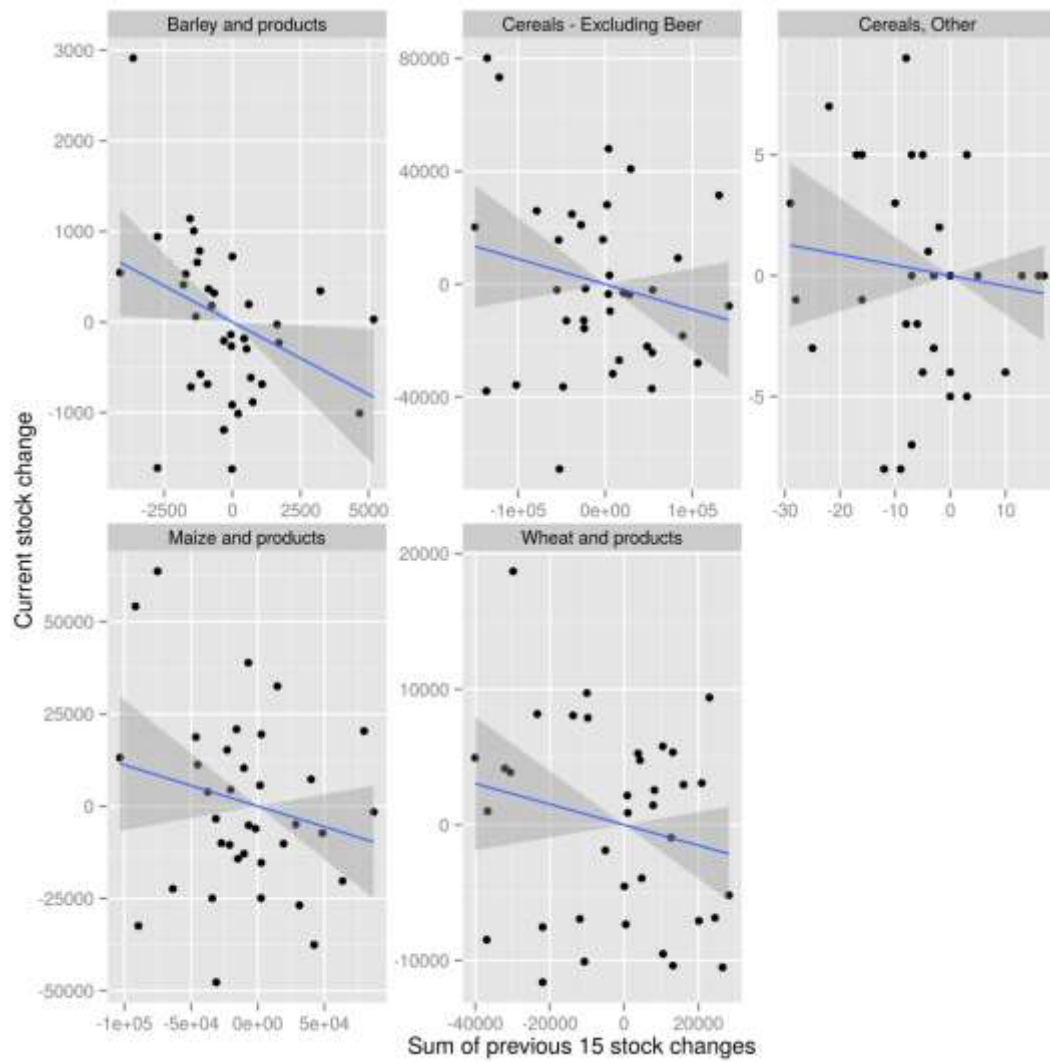 Barley and products
Cereals - Excluding Beer
Cereals, Other
3000
2000
1000
0
-1000
-2500
0
2500
5000
80000
40000
0
-40000
-1e+05
0e+00
1e+05
5
0
-5
-30
-20
-10
0
10
Current stock change
Maize and products
Wheat and products
50000
25000
0
-25000
-50000
-1e+05
-5e+04
0e+00
5e+04
20000
10000
0
-10000
-40000
-20000
0
20000
Sum of previous 15 stock changes